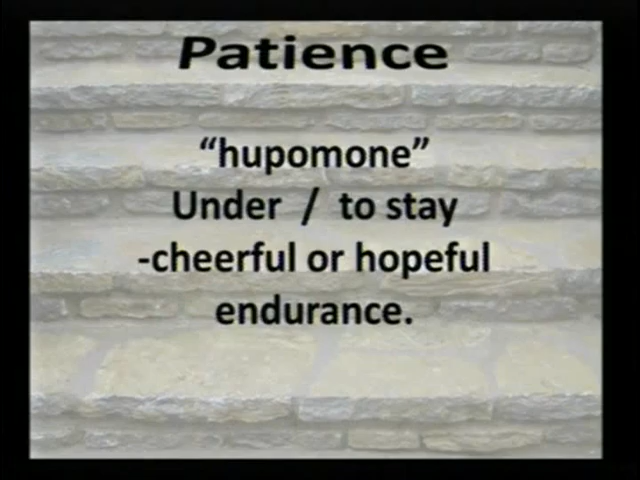 Patience
“hupomone”
Under / to stay
-cheerful or hopeful
endurance.